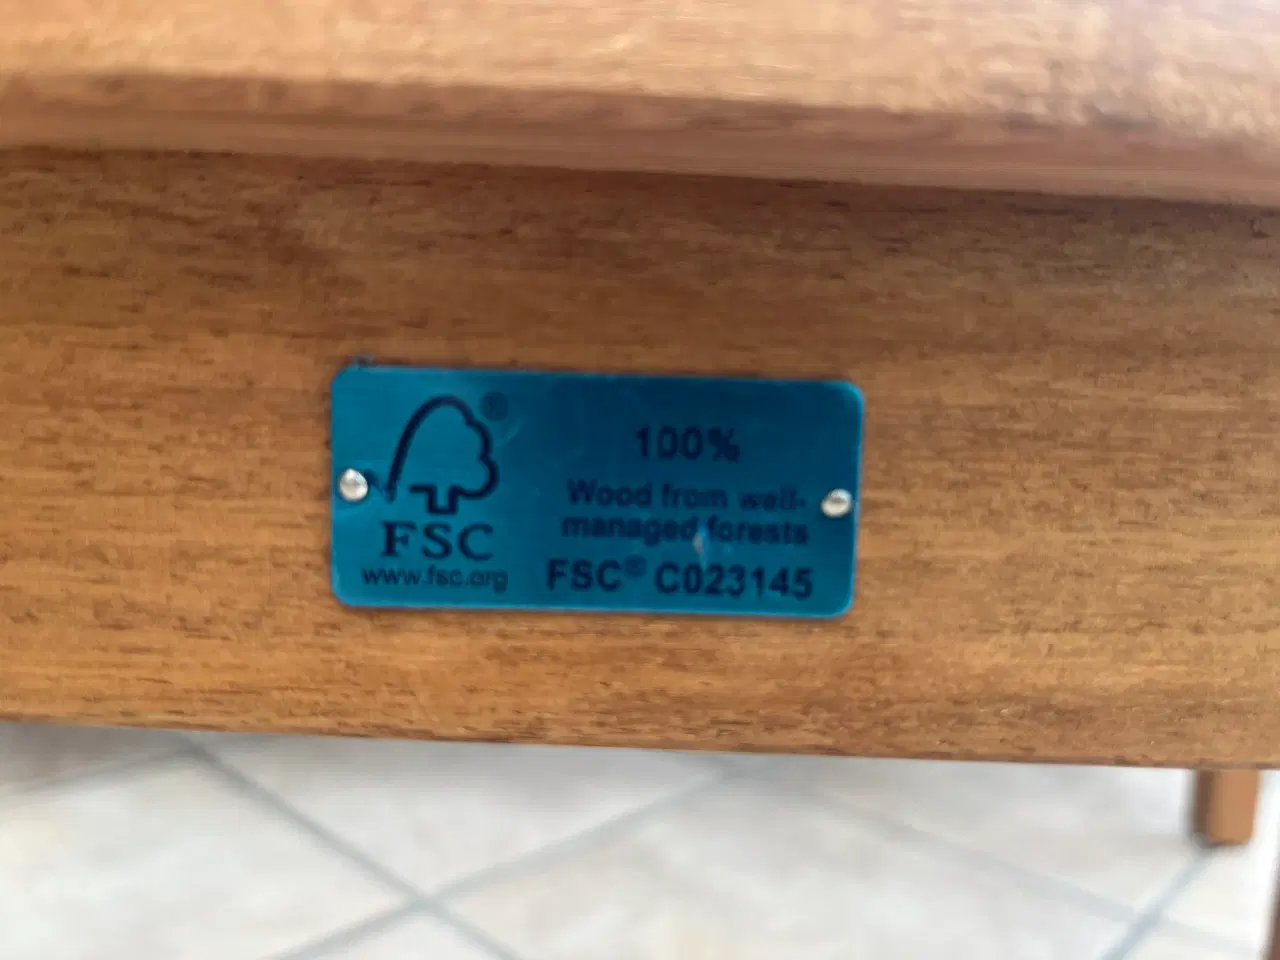 ®
FSC
www.fsc.org
100%
Wood from well-
managed forests
FSC® C023145